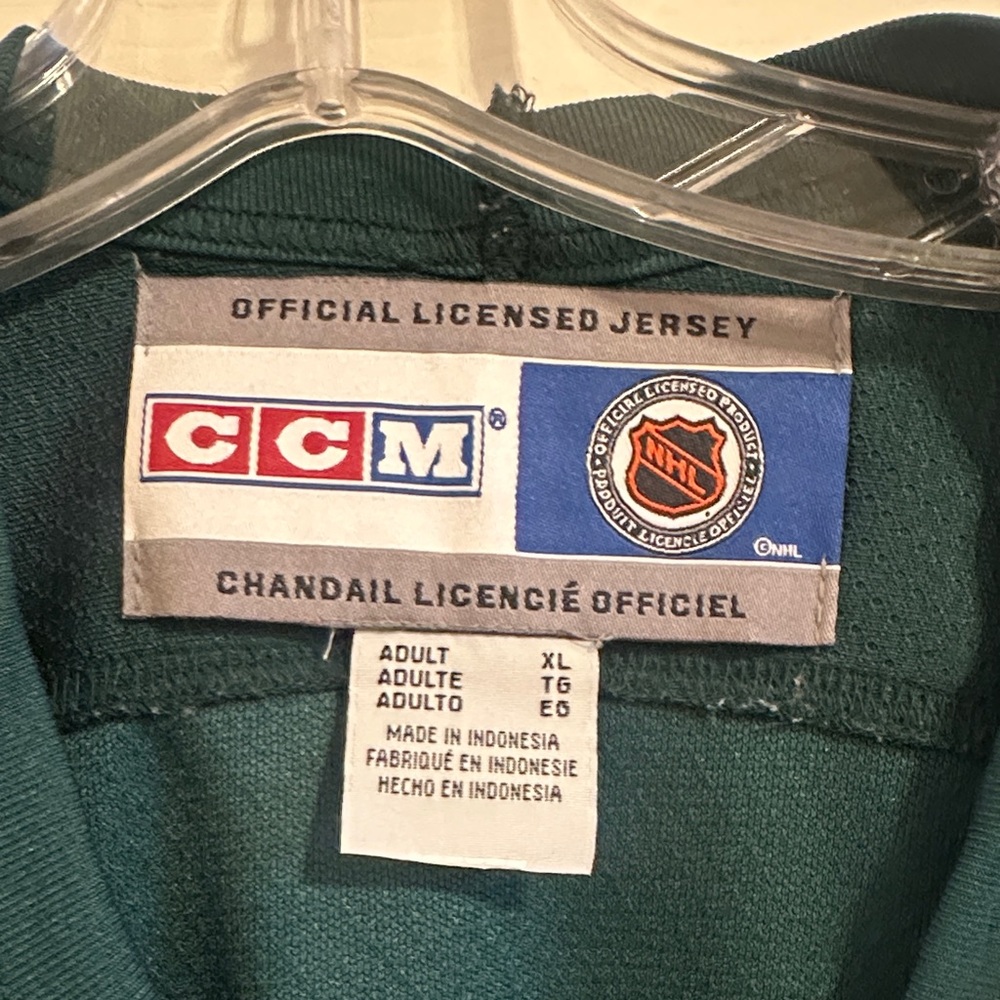 OFFICIAL LICENSED JERSEY
CCM®
OFFICIAL LICENSED PRODUCT
NHL
PRODUIT LICENCIE OFFICIEL
©NHL
CHANDAIL LICENCIÉ OFFICIEL
ADULT XL
ADULTE TG
ADULTO EG
MADE IN INDONESIA
FABRIQUÉ EN INDONESIE
HECHO EN INDONESIA